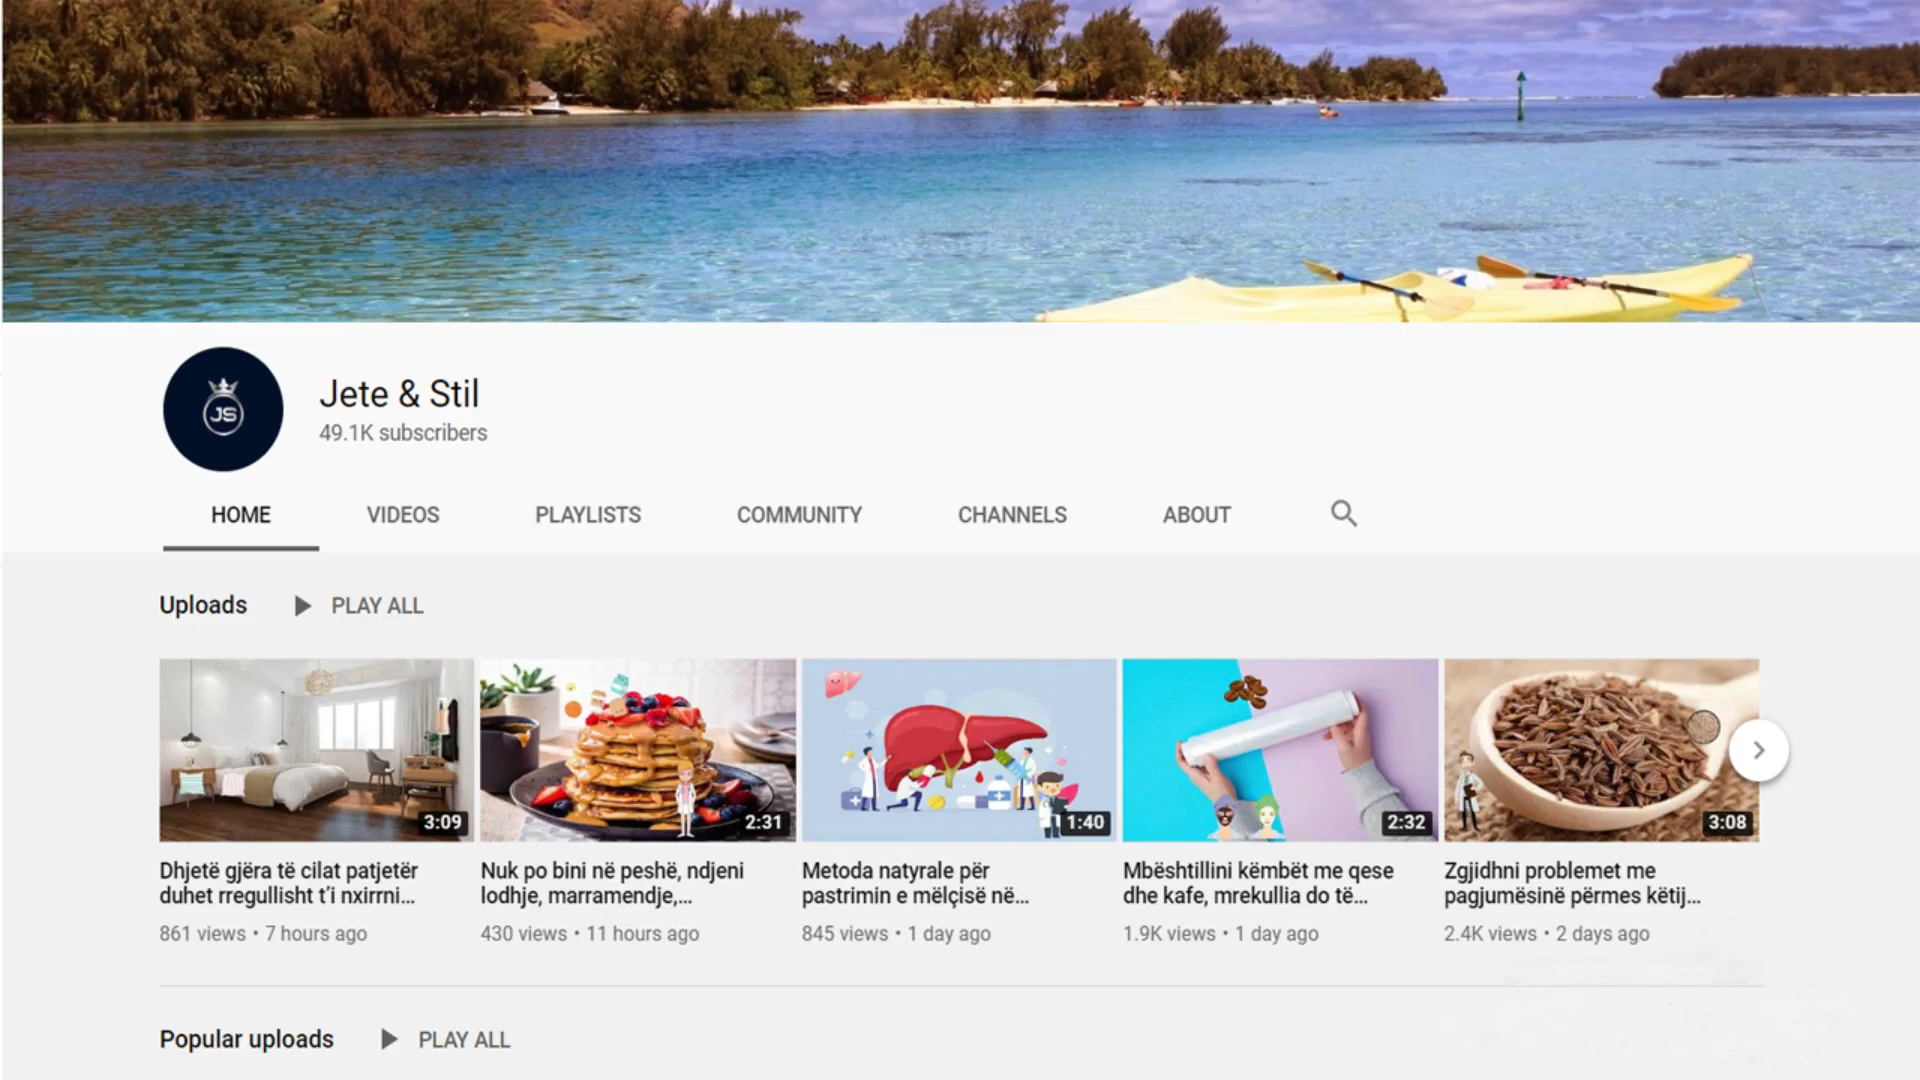 JS
Jete & Stil
49.1K subscribers
HOME VIDEOS PLAYLISTS COMMUNITY CHANNELS ABOUT
Uploads PLAY ALL
3:09 2:31 1:40 2:32 3:08
Dhjetë gjëra të cilat patjetër
duhet rregullisht t'i nxirrni...
861 views • 7 hours ago
Nuk po bini në peshë, ndjeni
lodhje, marramendje,...
430 views • 11 hours ago
Metoda natyrale për
pastrimin e mëlçisë në...
845 views • 1 day ago
Mbështillini këmbët me qese
dhe kafe, mrekullia do të...
1.9K views • 1 day ago
Zgjidhni problemet me
pagjumësinë përmes këtij...
2.4K views • 2 days ago
Popular uploads PLAY ALL